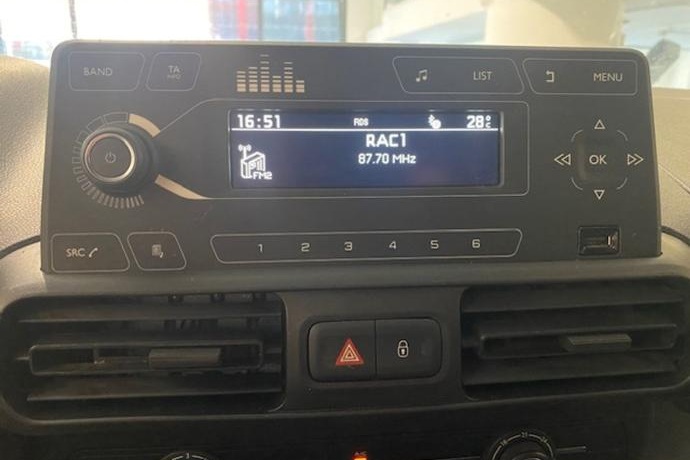 BAND
TA
INFO
LIST
MENU
16:51 RDS 28°C
RAC1
87.70 MHz
FM2
OK
SRC
1 2 3 4 5 6
A/C